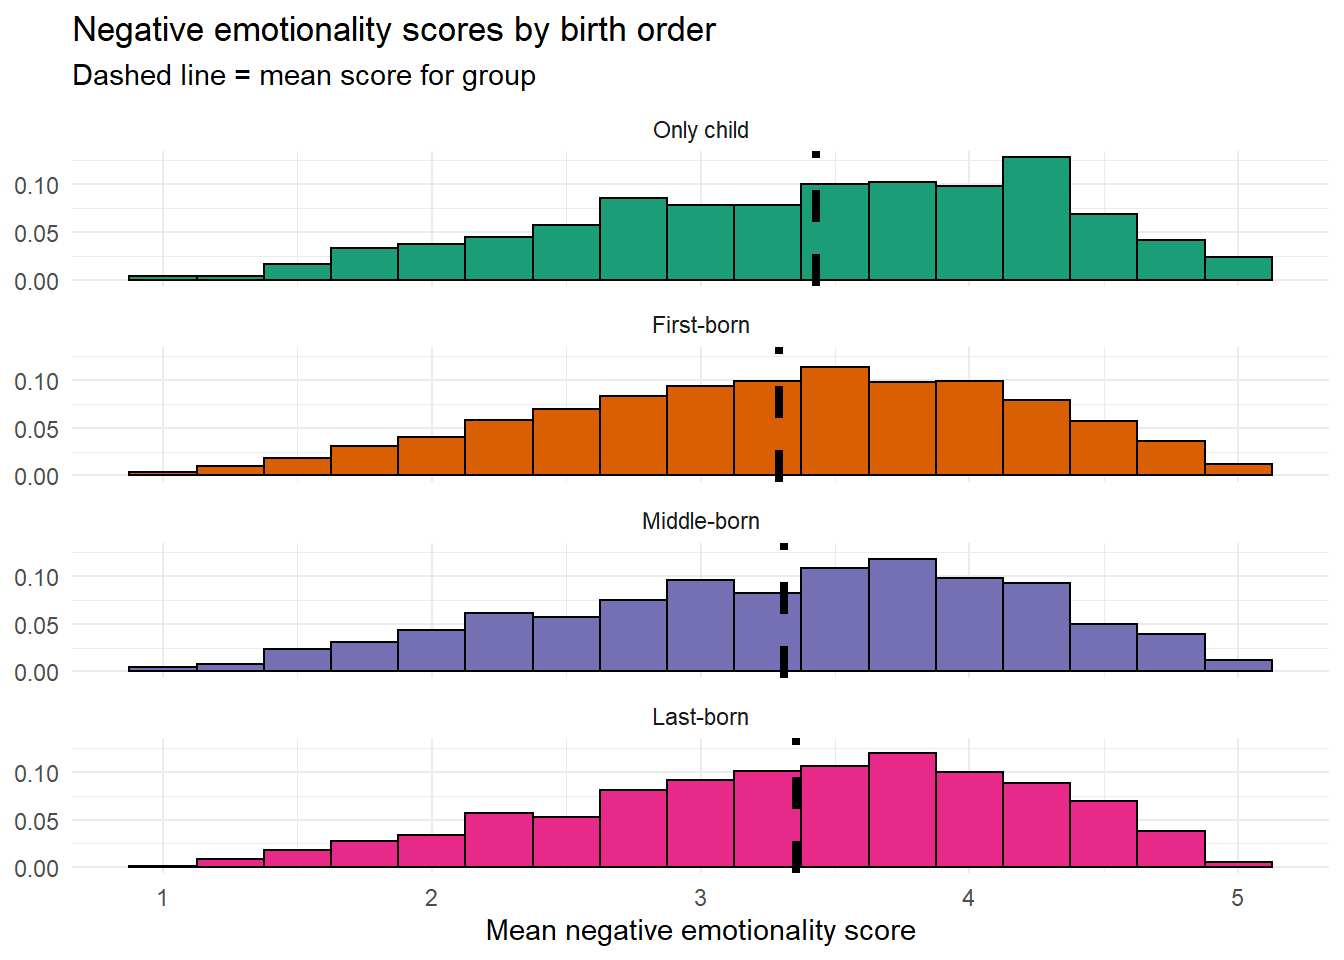 Negative emotionality scores by birth order
Dashed line = mean score for group
Only child
0.10
0.05
0.00
First-born
0.10
0.05
0.00
Middle-born
0.10
0.05
0.00
Last-born
0.10
0.05
0.00
1 2 3 4 5
Mean negative emotionality score